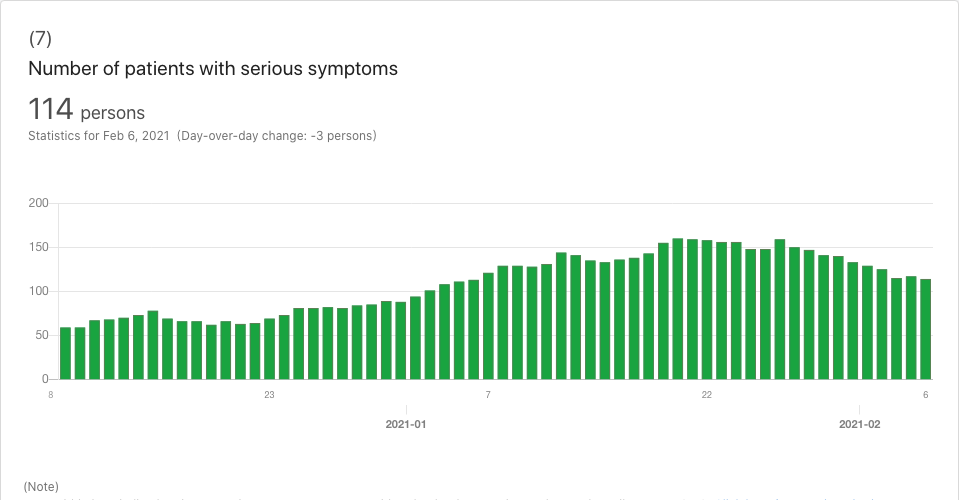 (7)
Number of patients with serious symptoms
114 persons
Statistics for Feb 6, 2021 (Day-over-day change: -3 persons)
200
150
100
50
0
8 23 7 22 6
2021-01 2021-02
(Note)